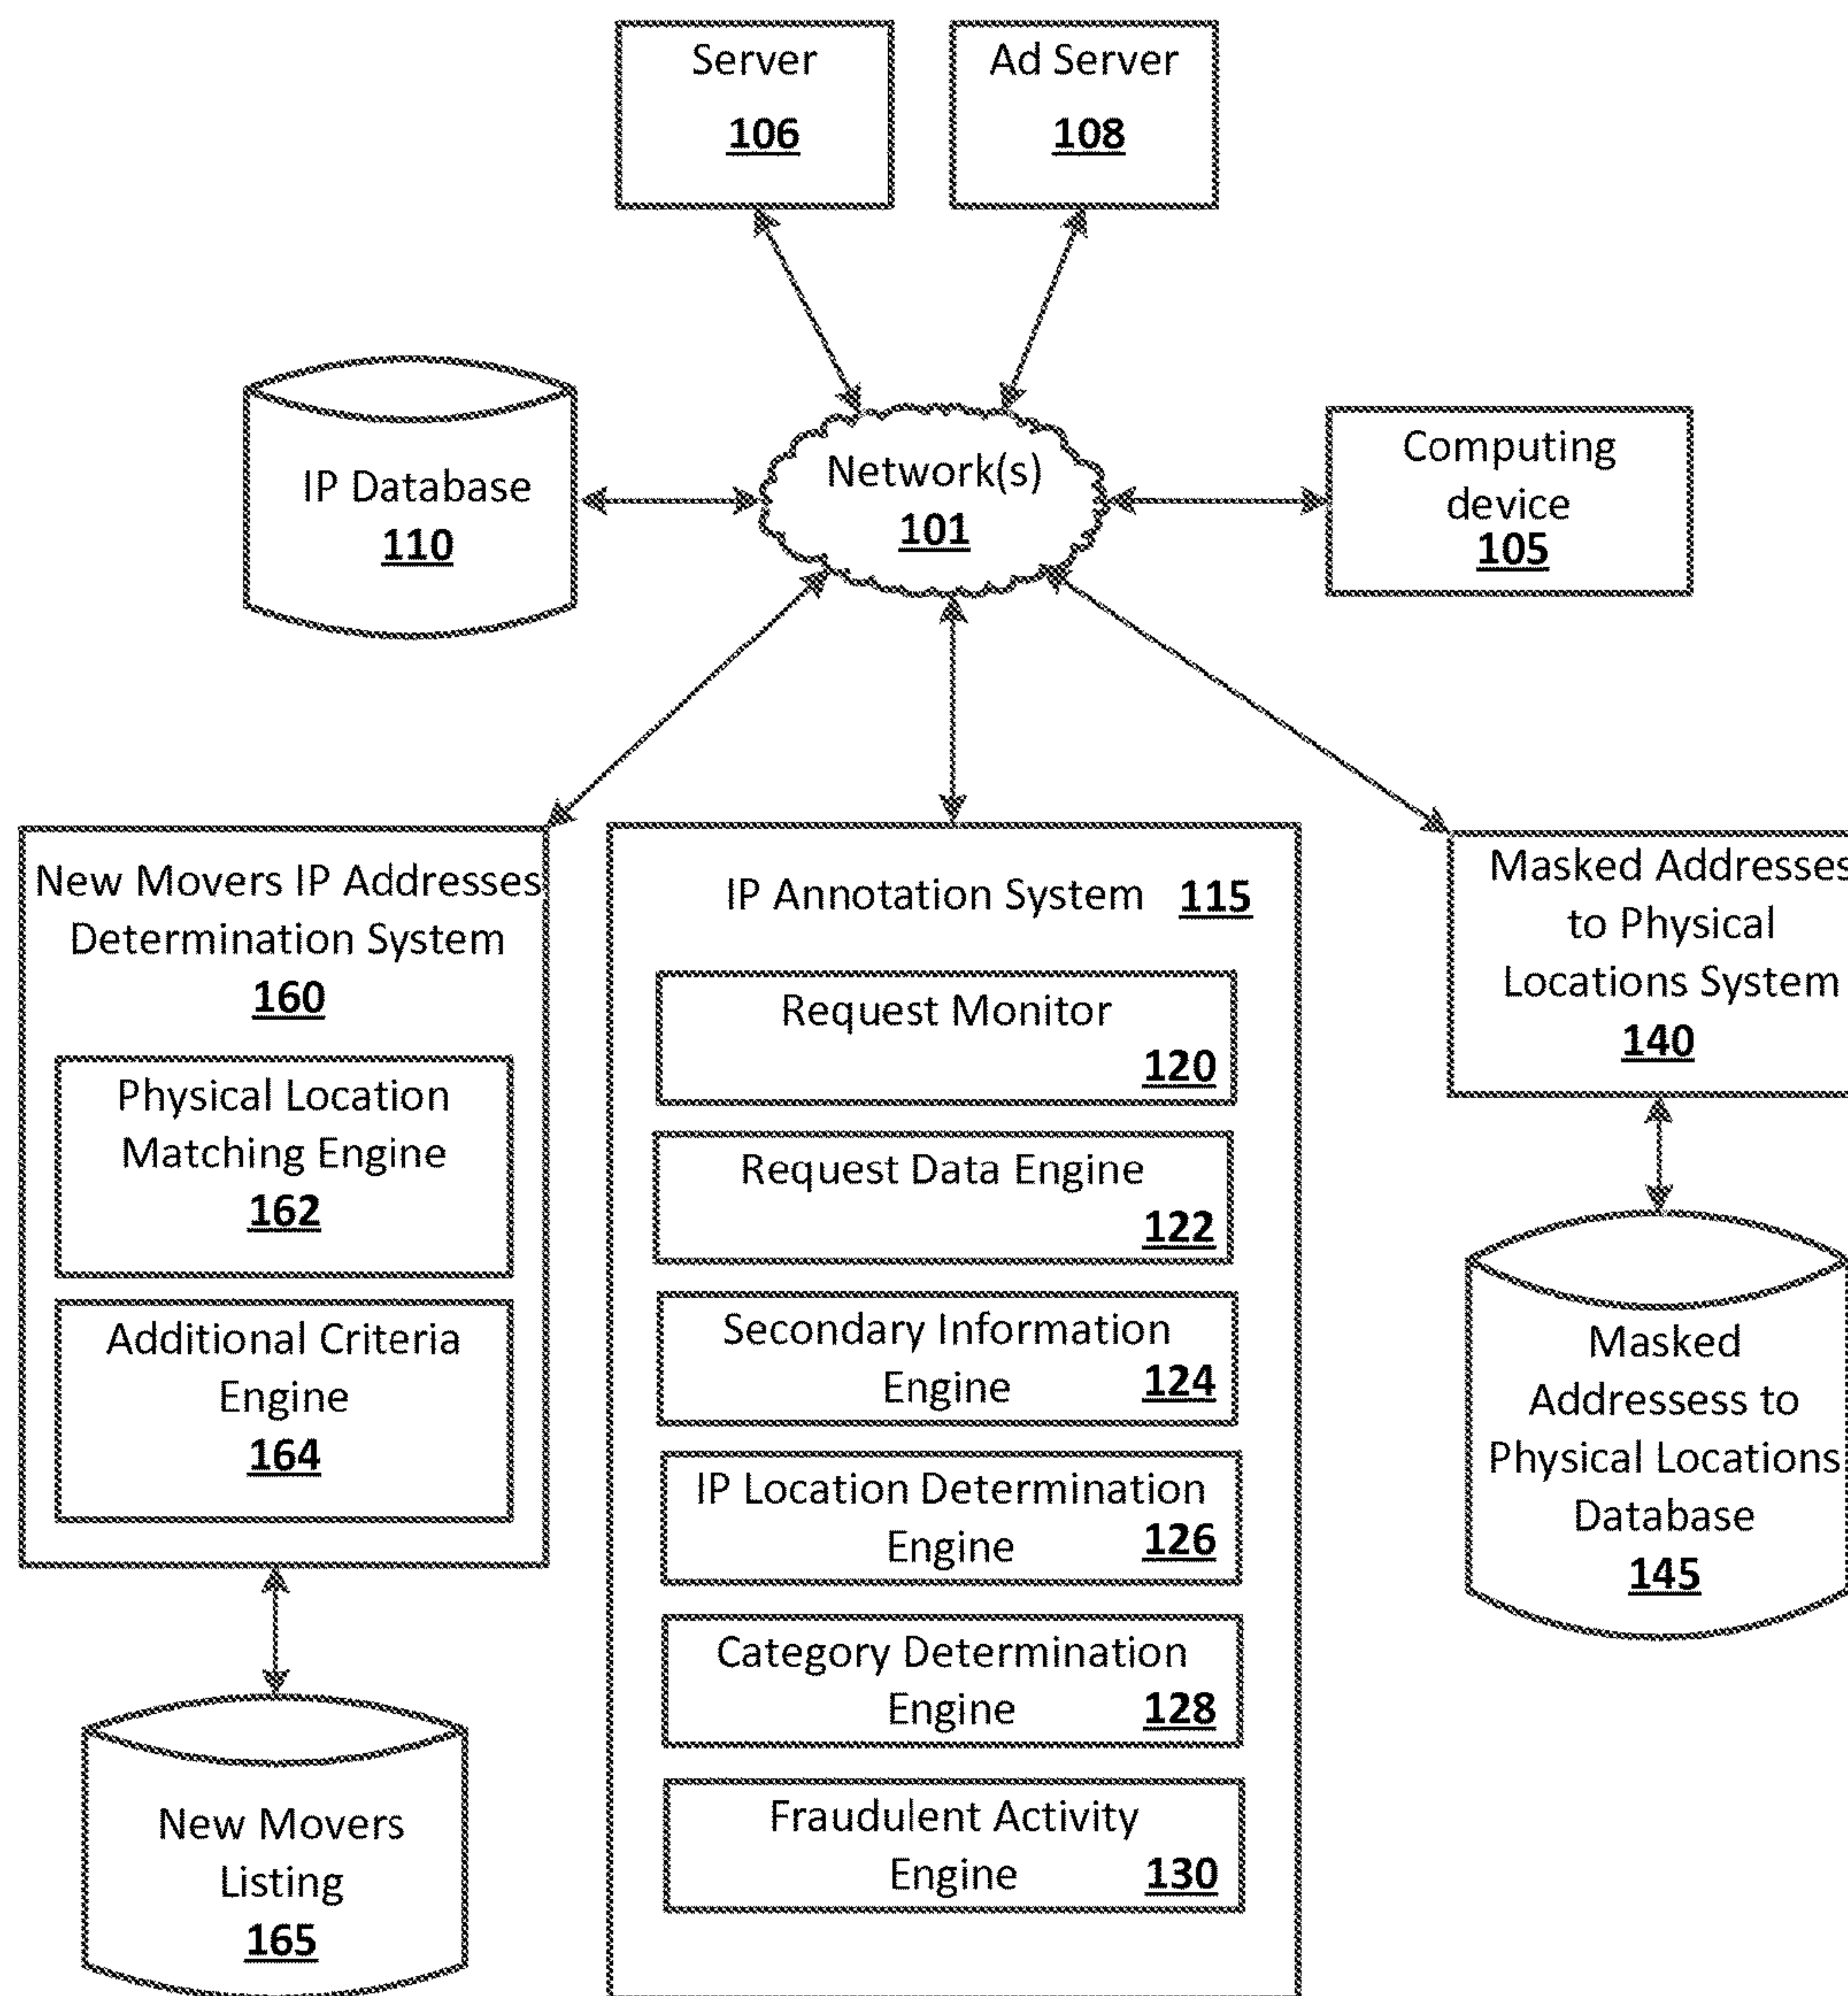 Server
106
Ad Server
108
IP Database
110
Network(s)
101
Computing
device
105
New Movers IP Addresses
Determination System
160
Physical Location
Matching Engine
162
Additional Criteria
Engine
164
New Movers
Listing
165
IP Annotation System 115
Request Monitor
120
Request Data Engine
122
Secondary Information
Engine 124
IP Location Determination
Engine 126
Category Determination
Engine 128
Fraudulent Activity
Engine 130
Masked Addresses
to Physical
Locations System
140
Masked
Addressess to
Physical Locations
Database
145